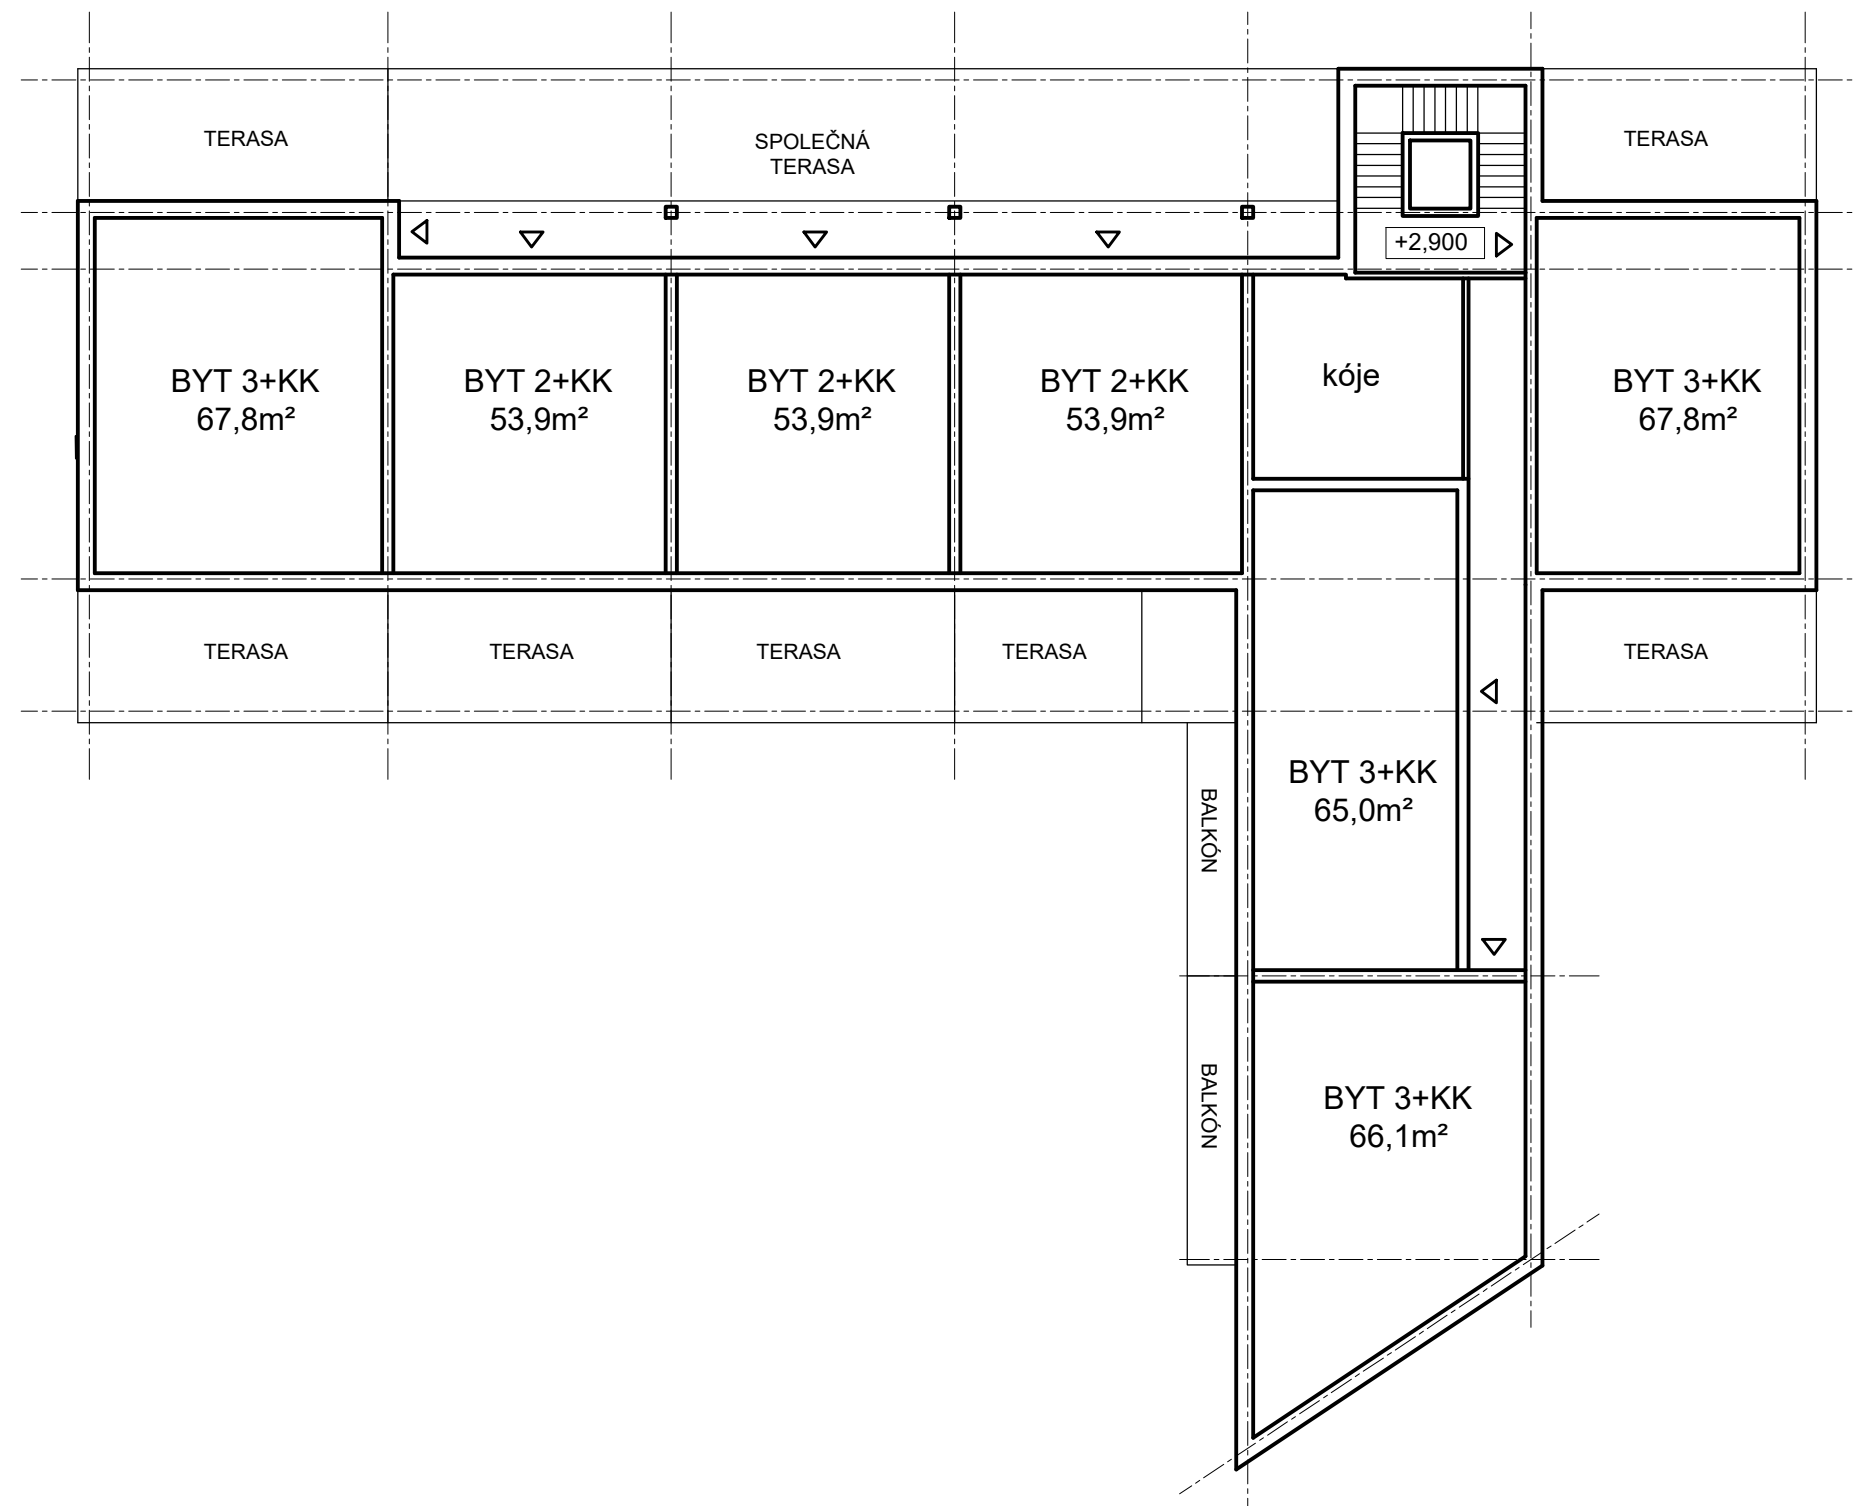 TERASA
SPOLEČNÁ
TERASA
TERASA
+2,900
BYT 3+KK
67,8m²
BYT 2+KK
53,9m²
BYT 2+KK
53,9m²
BYT 2+KK
53,9m²
kóje
BYT 3+KK
67,8m²
TERASA
TERASA
TERASA
TERASA
TERASA
BYT 3+KK
65,0m²
BALKÓN
BALKÓN
BYT 3+KK
66,1m²